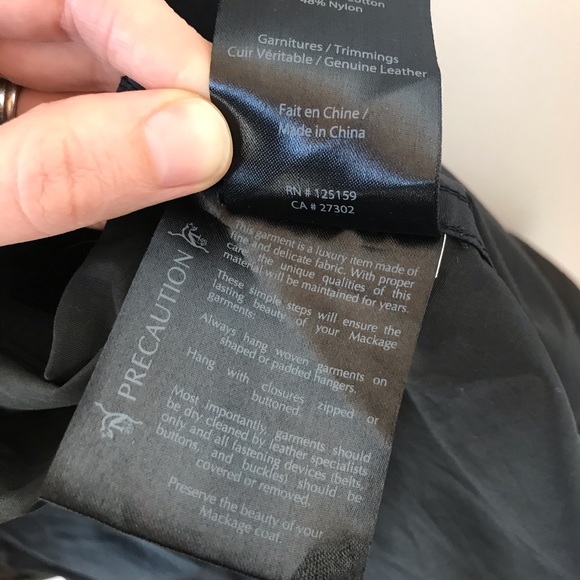 Cotton
48% Nylon
Garnitures / Trimmings
Cuir Véritable / Genuine Leather
Fait en Chine /
Made in China
RN # 125159
CA # 27302
PRECAUTION
This garment is a luxury item made of
fine and delicate fabric. With proper
care, the unique qualities of this
material will be maintained for years.
These simple steps will ensure the
lasting beauty of your Mackage
garments.
Always hang woven garments on
shaped or padded hangers.
Hang with closures zipped or
buttoned.
Most importantly, garments should
be dry cleaned by leather specialists
only and all fastening devices (belts,
buttons, and buckles) should be
covered or removed.
Preserve the beauty of your
Mackage coat.